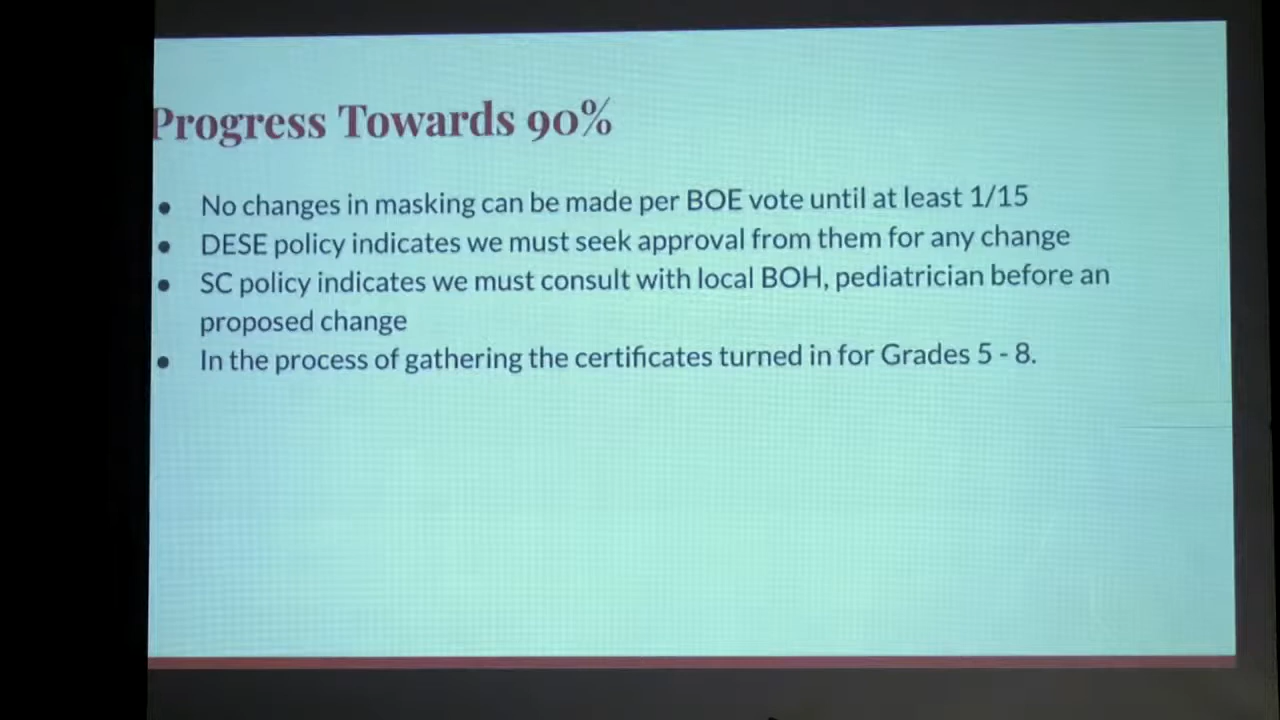 Progress Towards 90%
• No changes in masking can be made per BOE vote until at least 1/15
• DESE policy indicates we must seek approval from them for any change
• SC policy indicates we must consult with local BOH, pediatrician before an
proposed change
• In the process of gathering the certificates turned in for Grades 5 - 8.